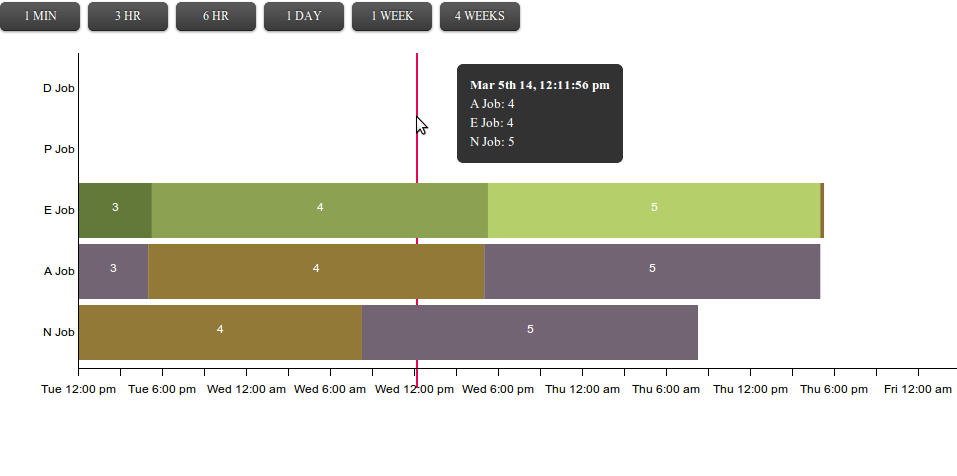 1 MIN 3 HR 6 HR 1 DAY 1 WEEK 4 WEEKS
Mar 5th 14, 12:11:56 pm
A Job: 4
E Job: 4
N Job: 5
D Job
P Job
E Job 3 4 5
A Job 3 4 5
N Job 4 5
Tue 12:00 pm Tue 6:00 pm Wed 12:00 am Wed 6:00 am Wed 12:00 pm Wed 6:00 pm Thu 12:00 am Thu 6:00 am Thu 12:00 pm Thu 6:00 pm Fri 12:00 am